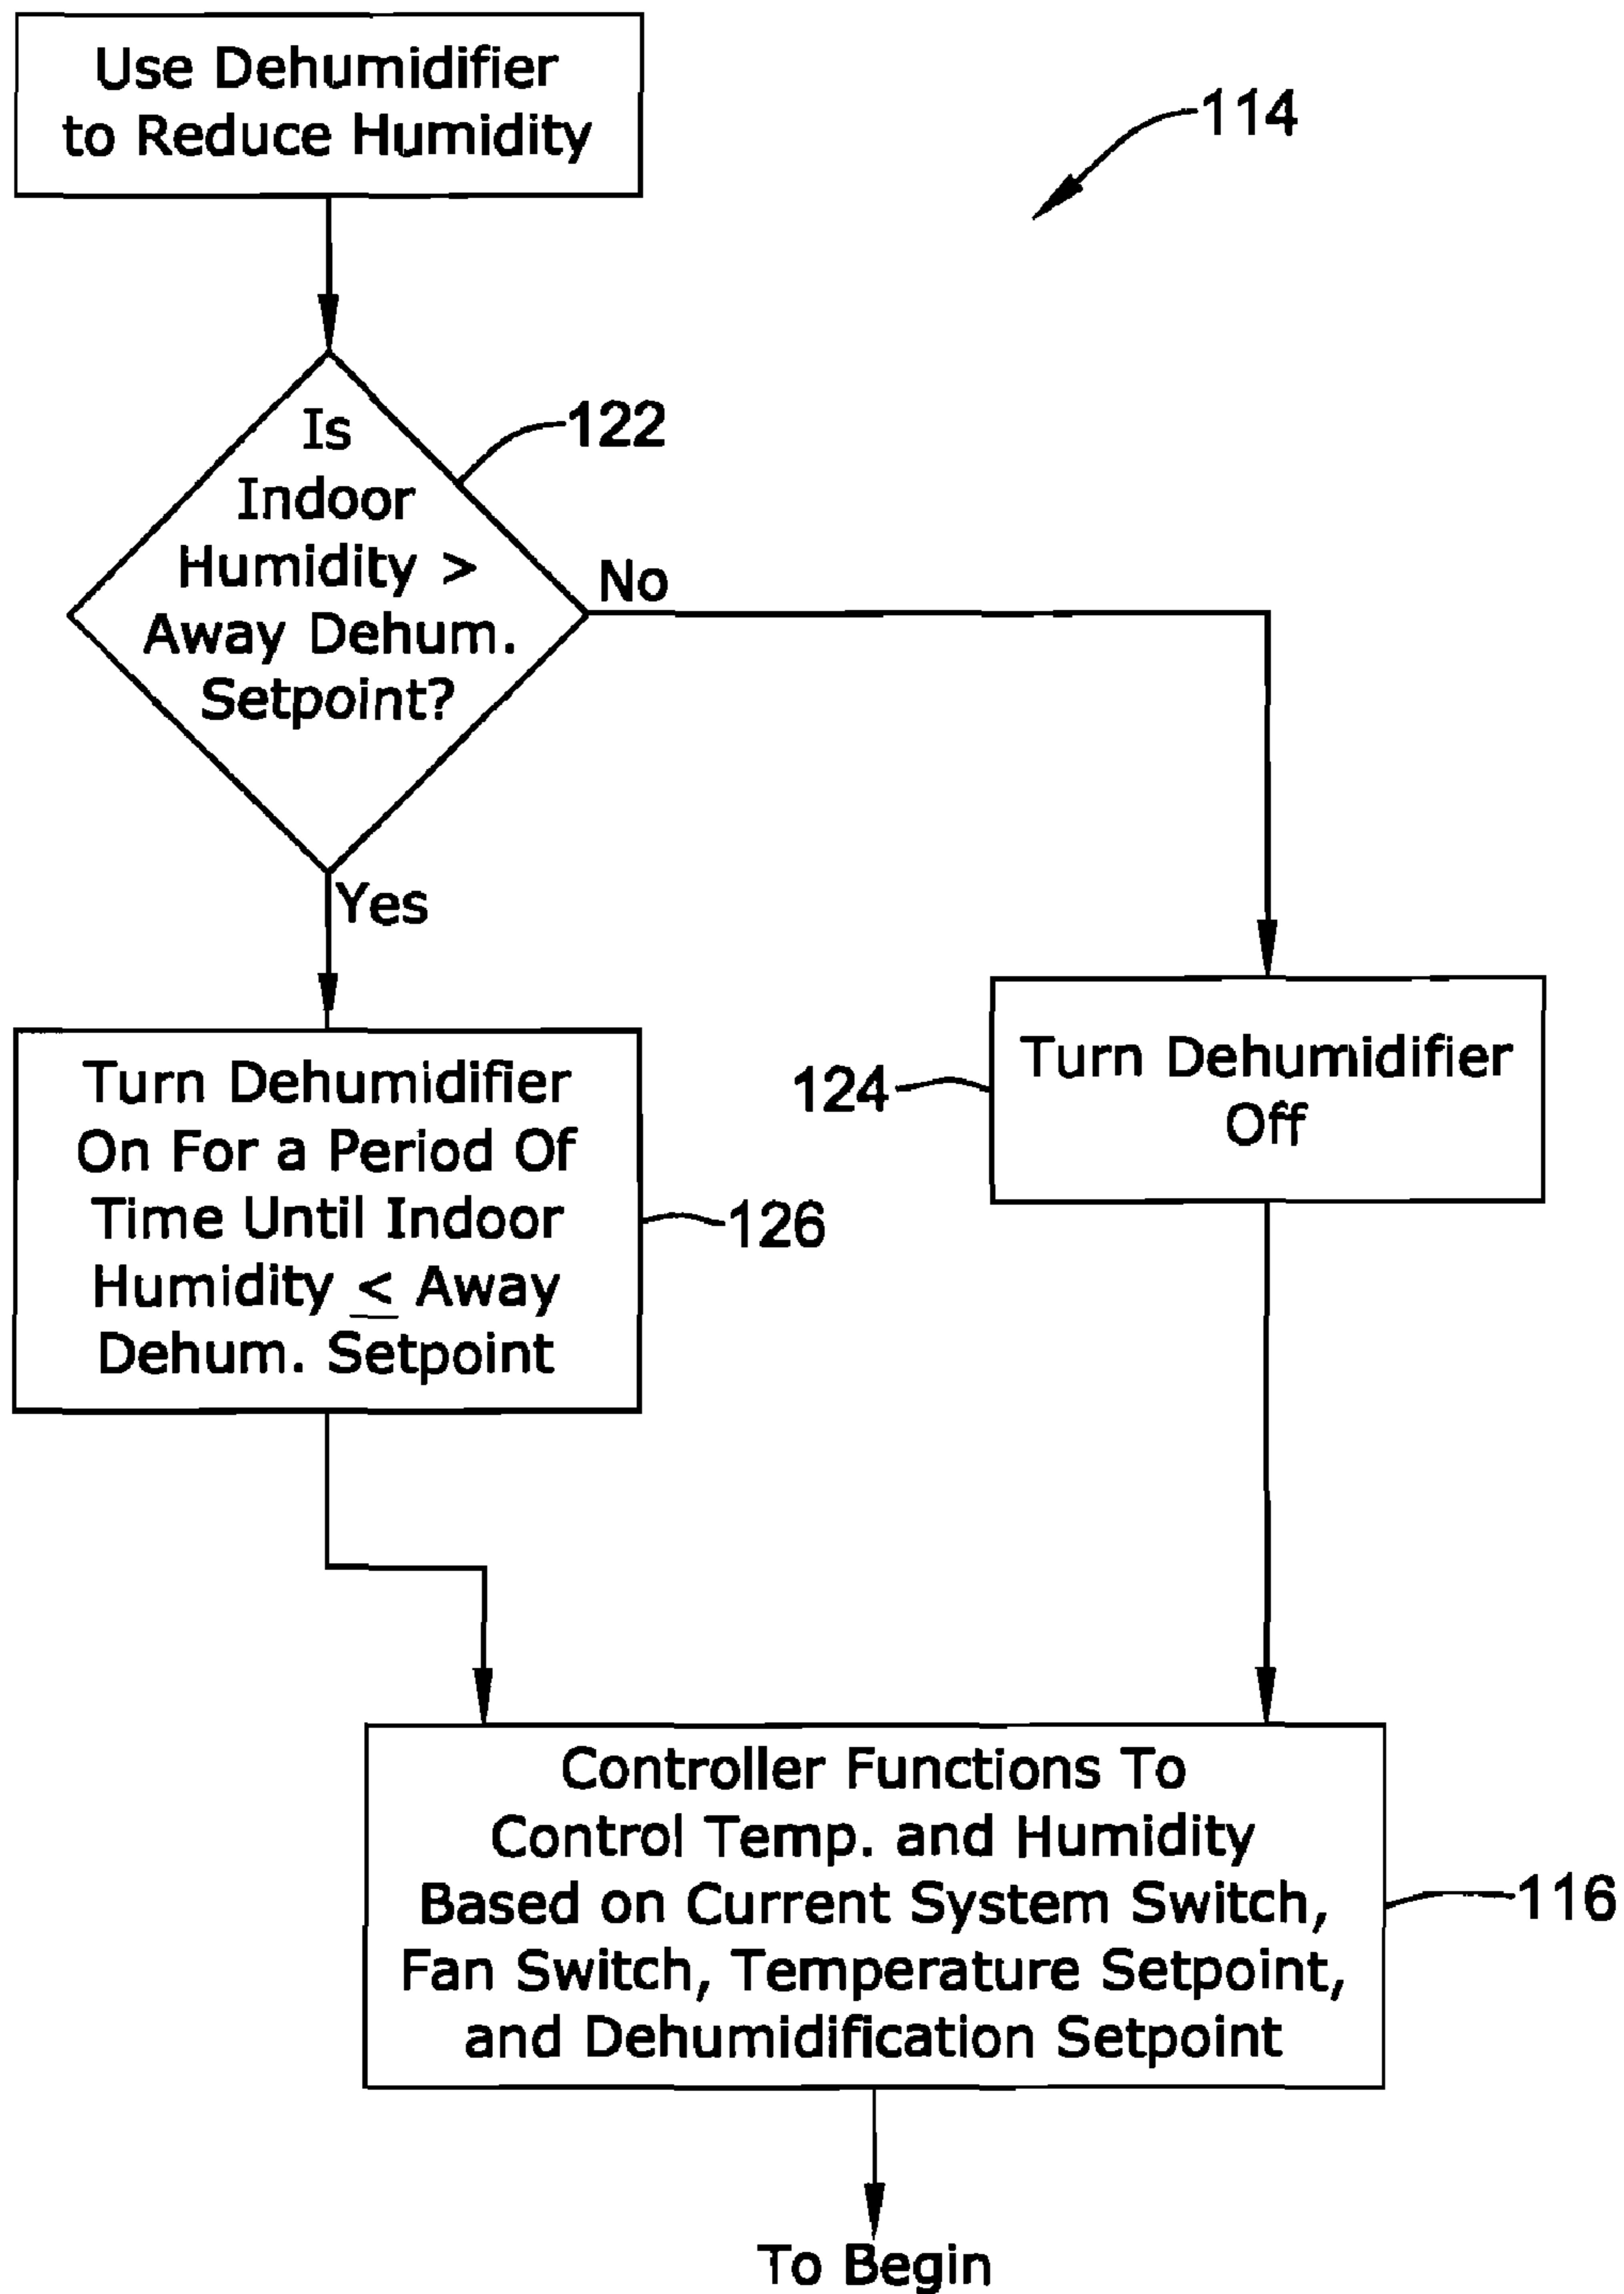 Use Dehumidifier
to Reduce Humidity
114
Is
Indoor
Humidity >
Away Dehum.
Setpoint?
122
No
Yes
Turn Dehumidifier
On For a Period Of
Time Until Indoor
Humidity ≤ Away
Dehum. Setpoint
126
124
Turn Dehumidifier
Off
Controller Functions To
Control Temp. and Humidity
Based on Current System Switch,
Fan Switch, Temperature Setpoint,
and Dehumidification Setpoint
116
To Begin